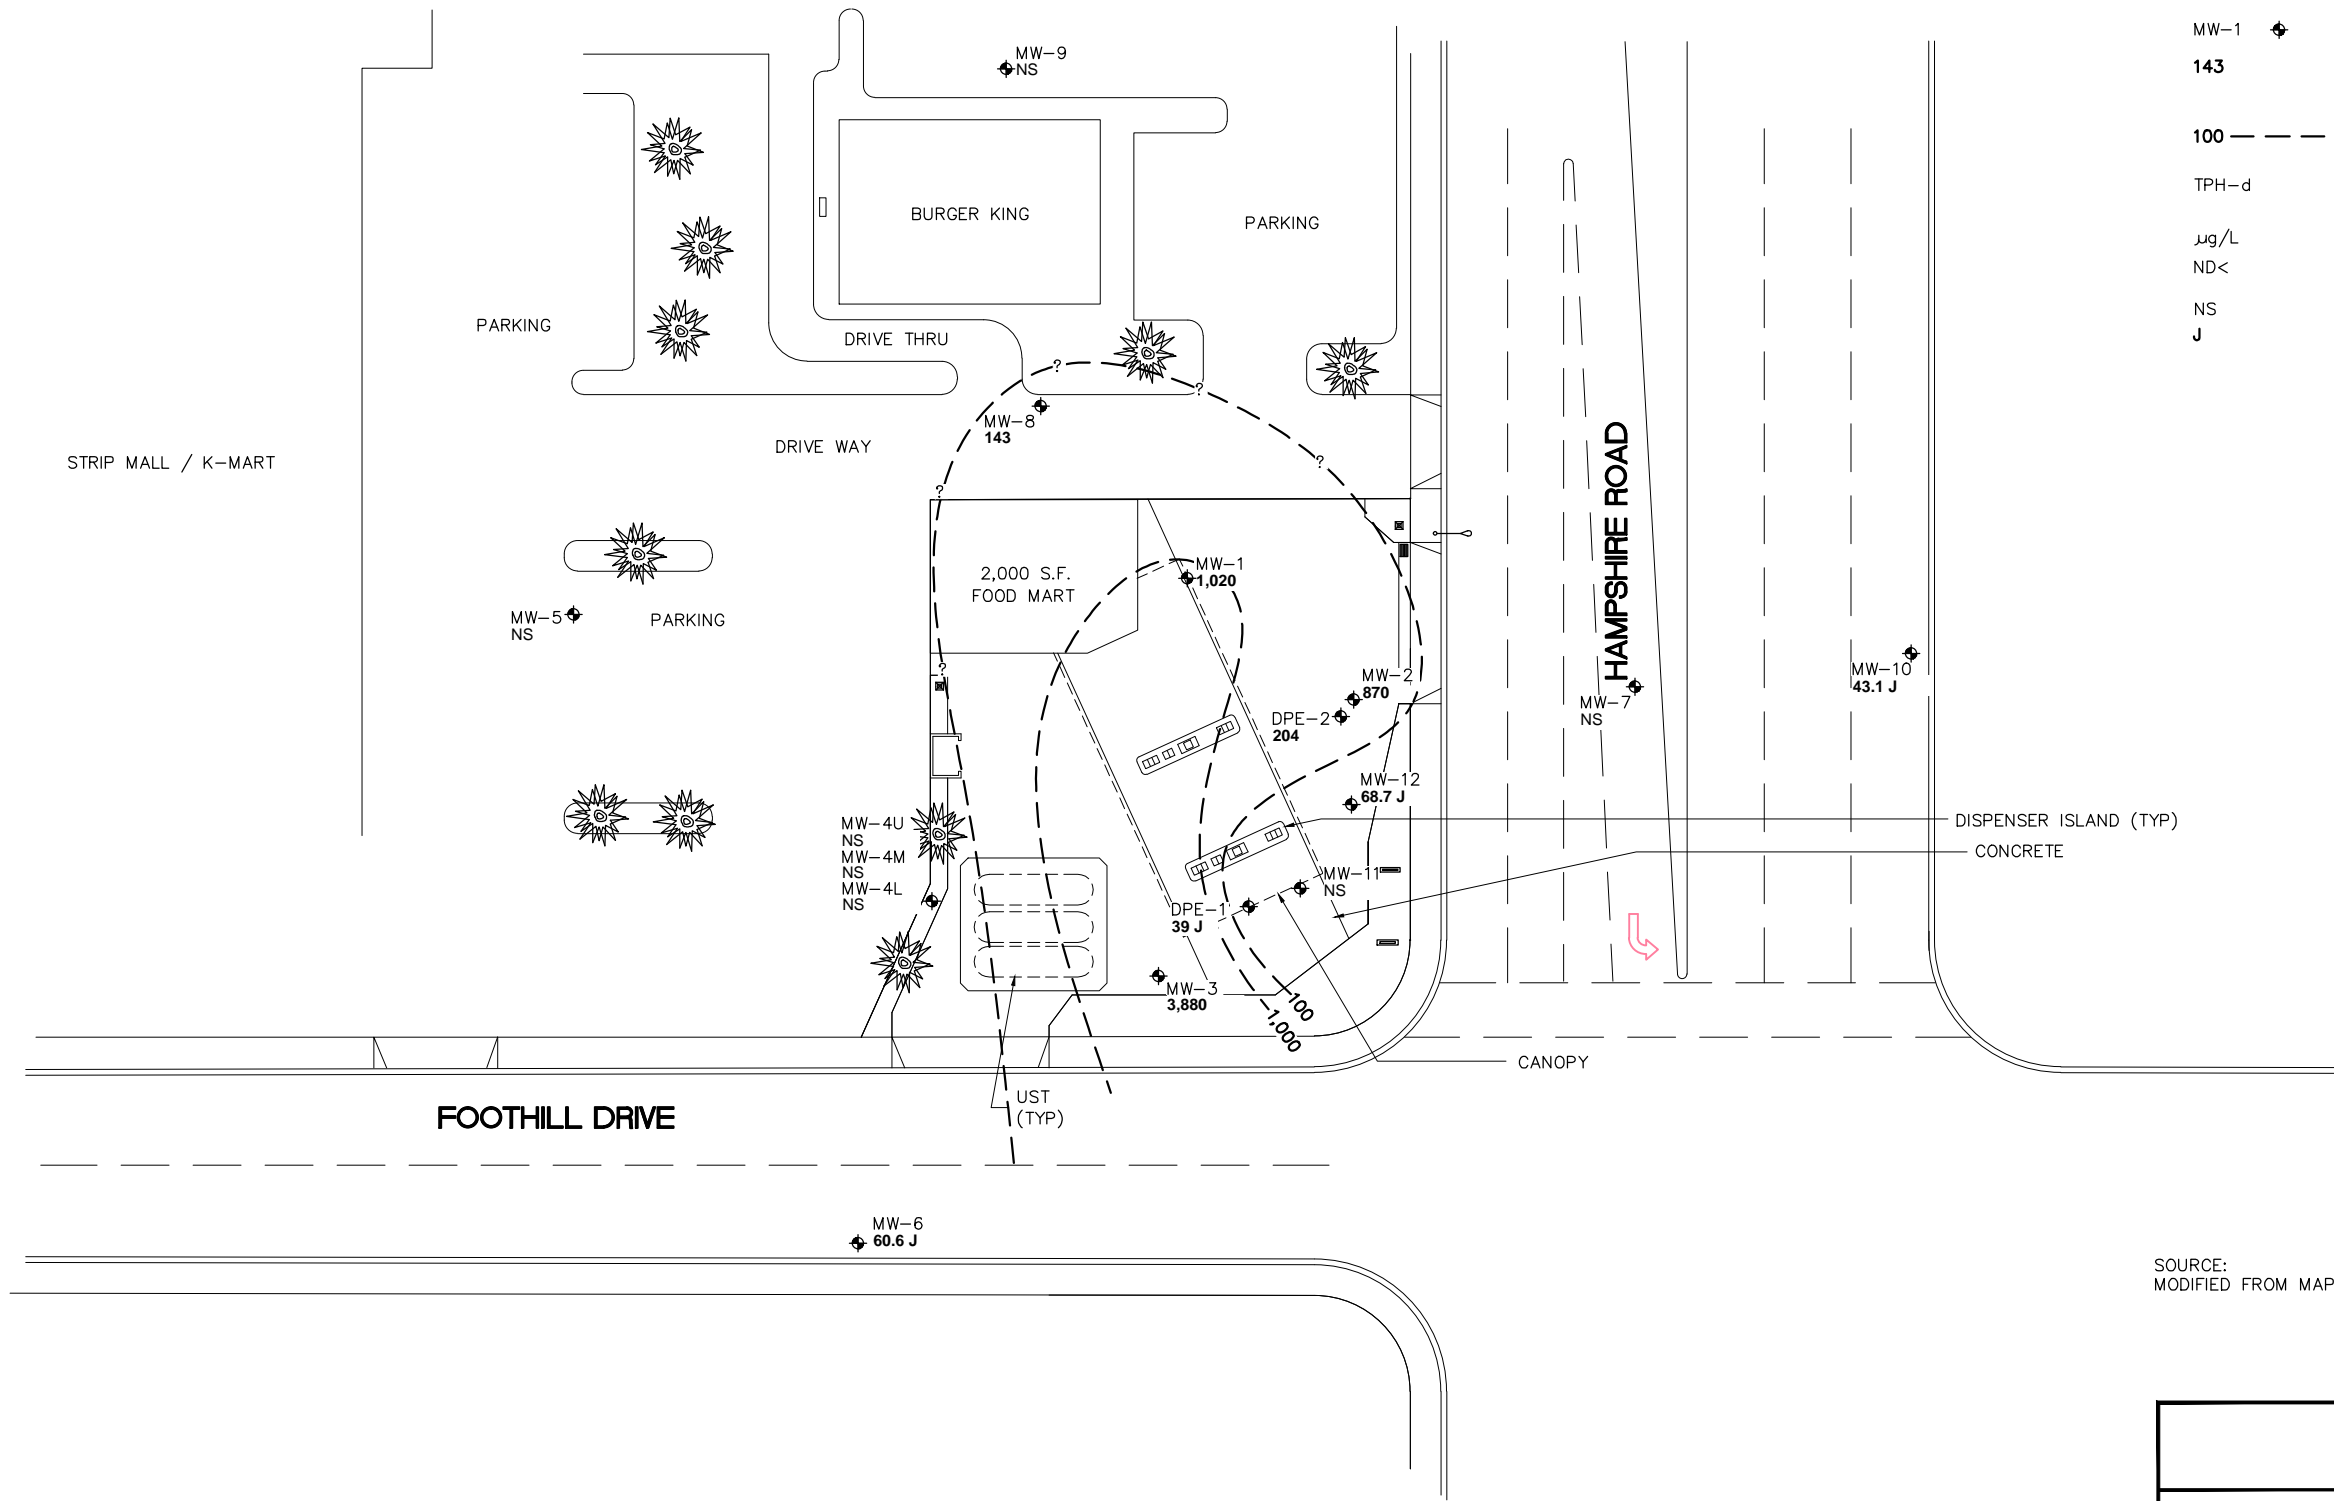 MW-9
NS
MW-1
143
100
TPH-d
µg/L
ND<
NS
J
BURGER KING
PARKING
PARKING
DRIVE THRU
?
?
MW-8
143
DRIVE WAY
STRIP MALL / K-MART
?
?
HAMPSHIRE ROAD
2,000 S.F.
FOOD MART
MW-1
1,020
MW-5
NS
PARKING
?
MW-2
870
DPE-2
204
MW-7
NS
MW-10
43.1 J
MW-12
68.7 J
DISPENSER ISLAND (TYP)
CONCRETE
MW-4U
NS
MW-4M
NS
MW-4L
NS
MW-11
NS
DPE-1
39 J
MW-3
3,880
100
1,000
CANOPY
UST
(TYP)
FOOTHILL DRIVE
MW-6
60.6 J
SOURCE:
MODIFIED FROM MAP